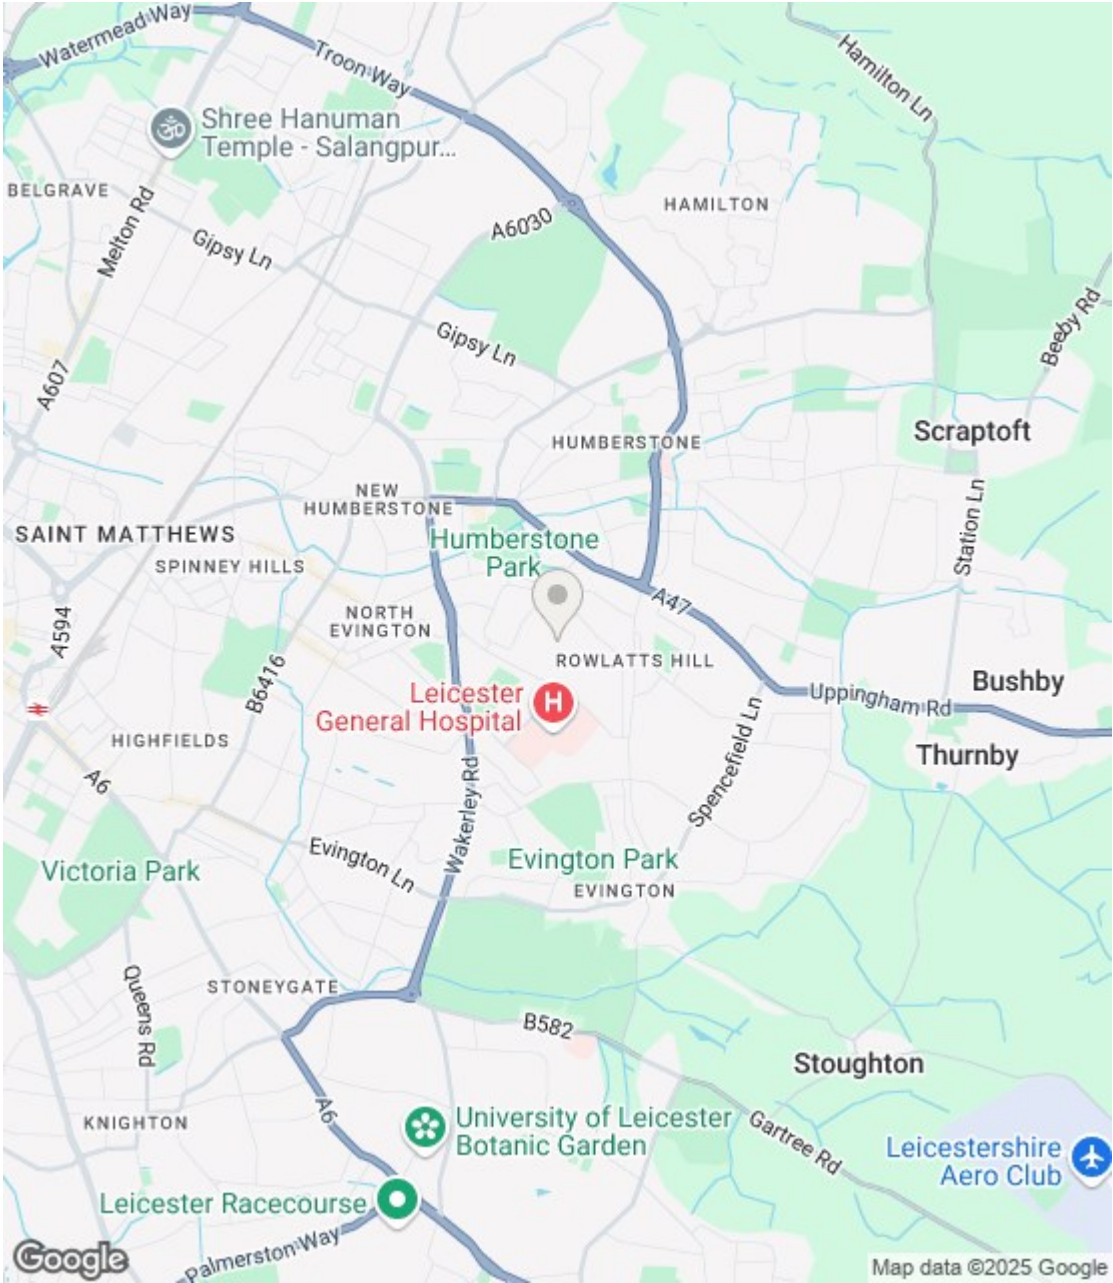 Watermead Way
Troon Way
Hamilton Ln
Shree Hanuman
Temple - Salangpur...
BELGRAVE
Melton Rd
Gipsy Ln
A6030
HAMILTON
Gipsy Ln
Beeby Rd
A607
HUMBERSTONE
Scraptoft
NEW
HUMBERSTONE
SAINT MATTHEWS
SPINNEY HILLS
Humberstone
Park
Station Ln
A594
NORTH
EVINGTON
A47
ROWLATTS HILL
B6416
Leicester
General Hospital
H
Uppingham Rd
Bushby
HIGHFIELDS
Thurnby
A6
Wakerley Rd
Spencefield Ln
Victoria Park
Evington Ln
Evington Park
EVINGTON
STONEYGATE
Queens Rd
B582
Stoughton
KNIGHTON
A6
University of Leicester
Botanic Garden
Gartree Rd
Leicestershire
Aero Club
Leicester Racecourse
Palmerston Way
Google
Map data ©2025 Google